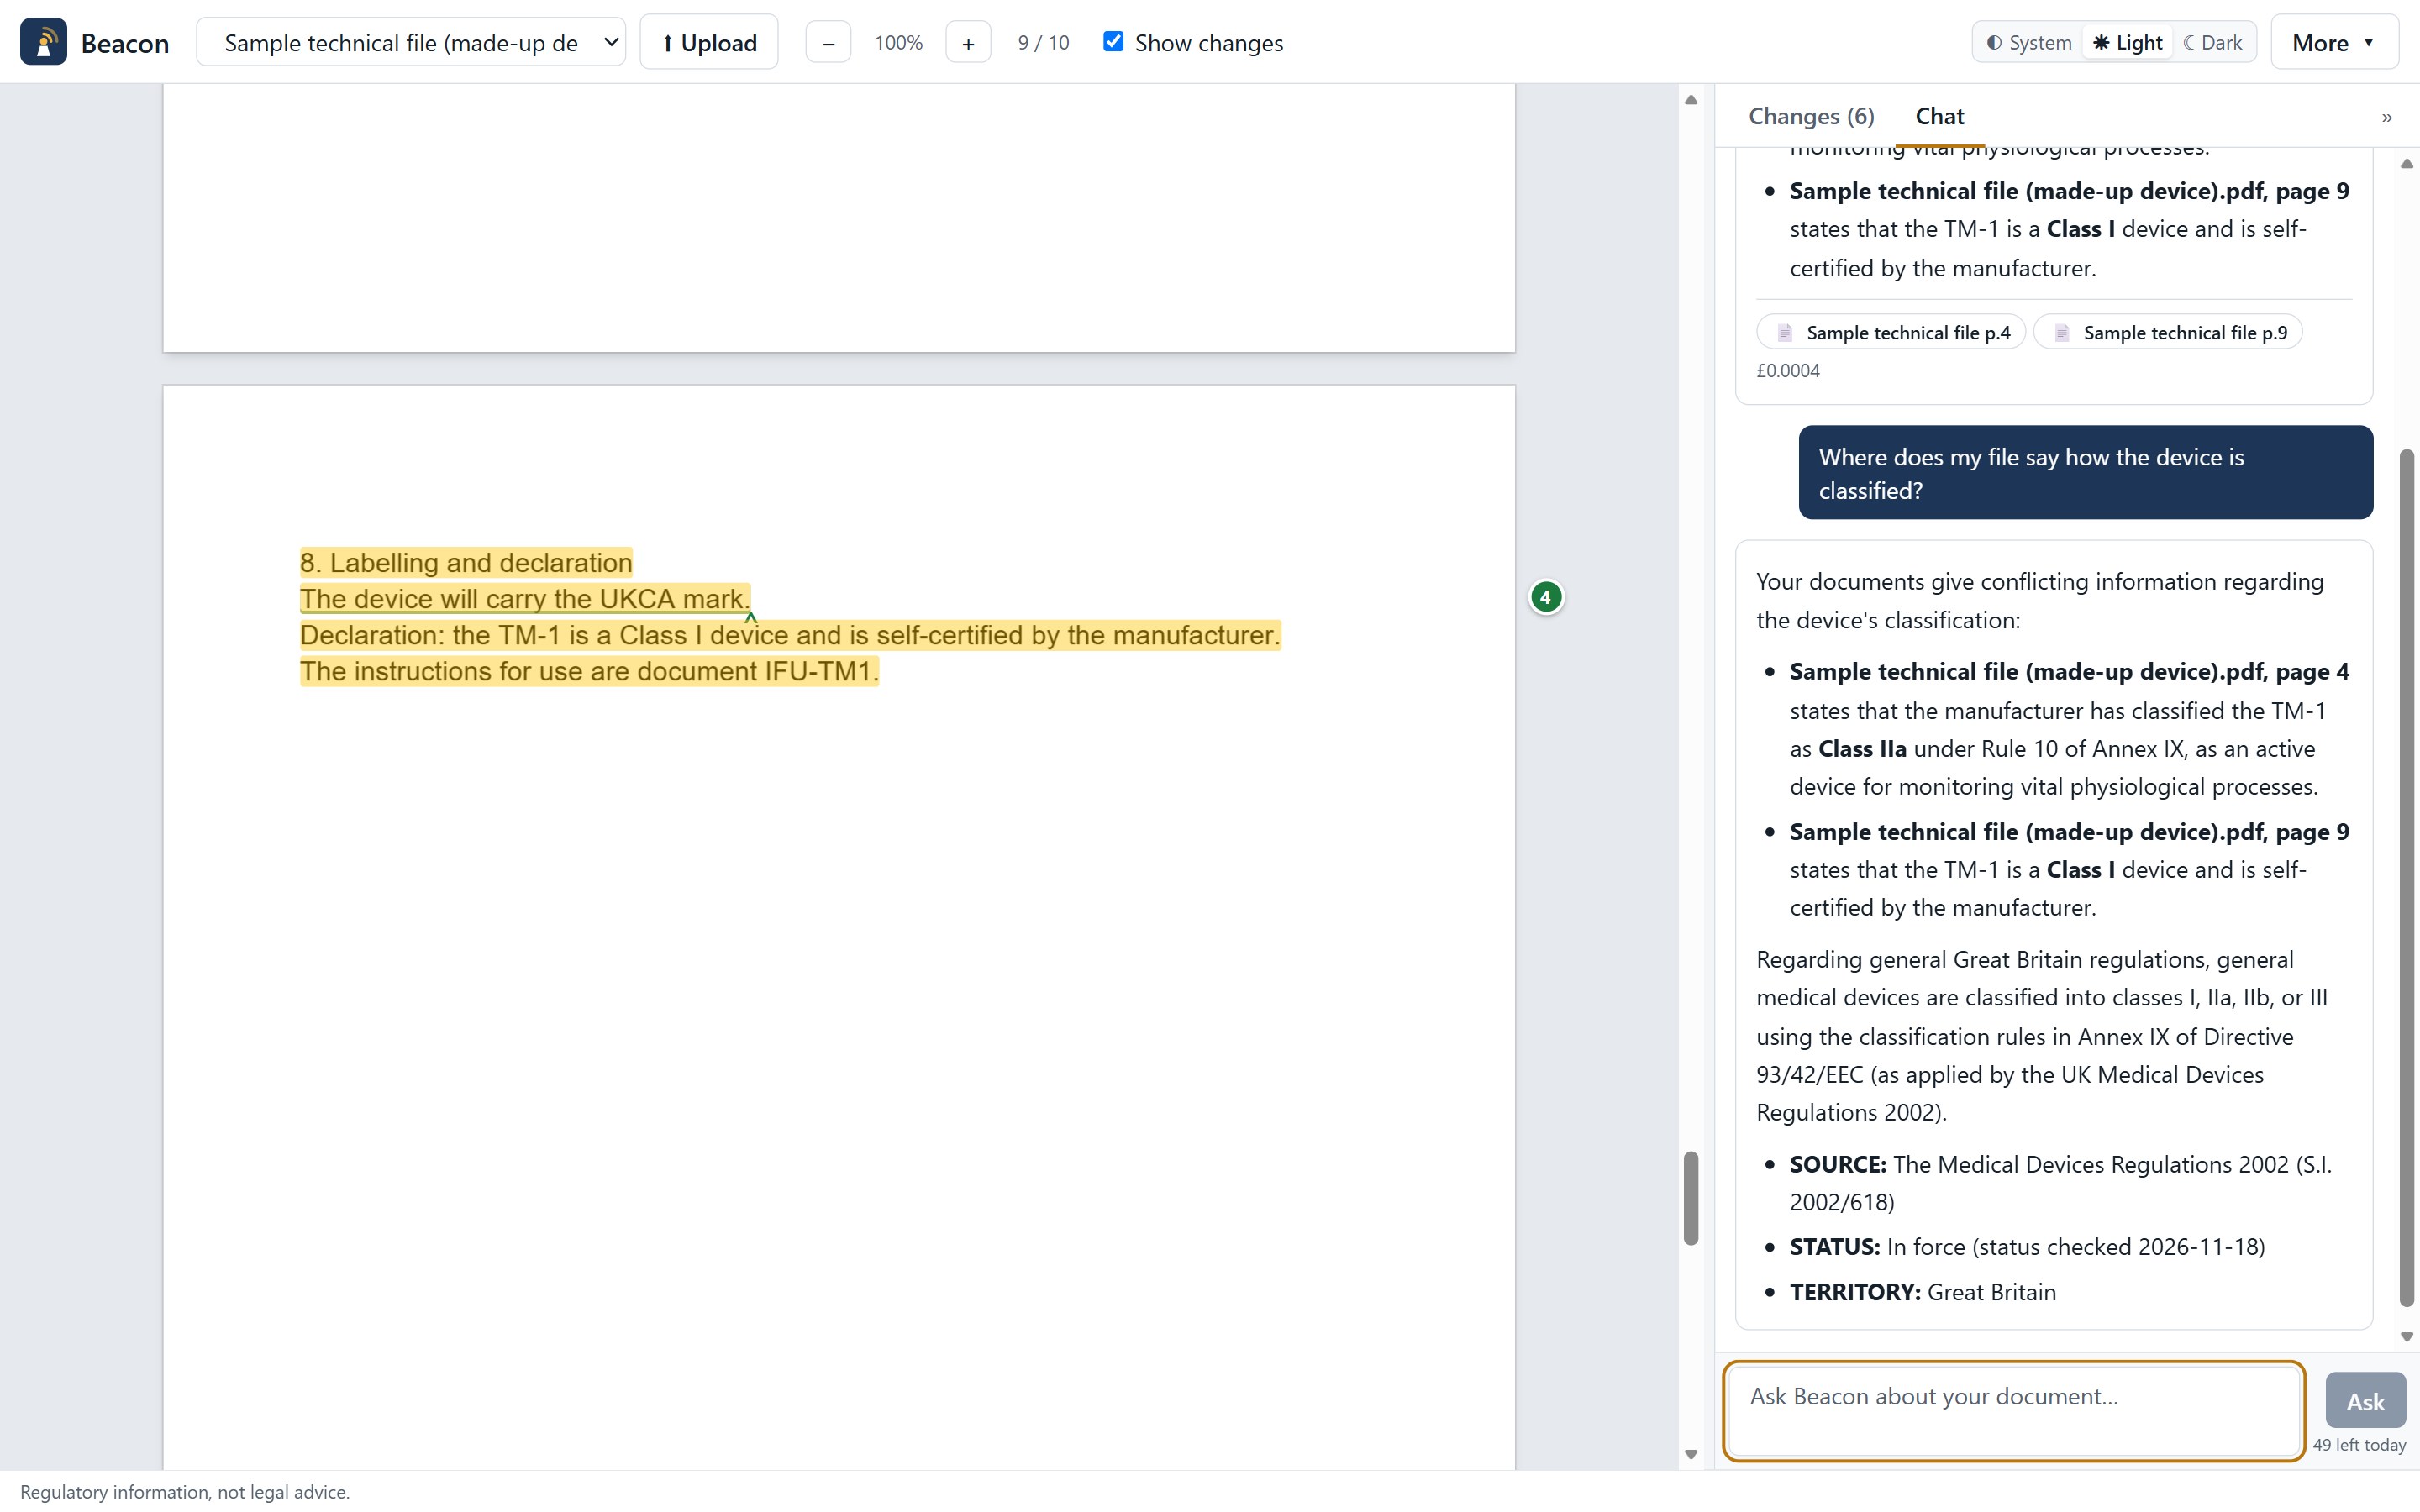 Beacon
Sample technical file (made-up de
Upload
−
100%
+
9 / 10
Show changes
System
Light
Dark
More
8. Labelling and declaration
The device will carry the UKCA mark.
Declaration: the TM-1 is a Class I device and is self-certified by the manufacturer.
The instructions for use are document IFU-TM1.
4
Changes (6)
Chat
»
monitoring vital physiological processes.
• Sample technical file (made-up device).pdf, page 9
states that the TM-1 is a Class I device and is self-
certified by the manufacturer.
Sample technical file p.4
Sample technical file p.9
£0.0004
Where does my file say how the device is
classified?
Your documents give conflicting information regarding
the device's classification:
• Sample technical file (made-up device).pdf, page 4
states that the manufacturer has classified the TM-1
as Class IIa under Rule 10 of Annex IX, as an active
device for monitoring vital physiological processes.
• Sample technical file (made-up device).pdf, page 9
states that the TM-1 is a Class I device and is self-
certified by the manufacturer.
Regarding general Great Britain regulations, general
medical devices are classified into classes I, IIa, IIb, or III
using the classification rules in Annex IX of Directive
93/42/EEC (as applied by the UK Medical Devices
Regulations 2002).
• SOURCE: The Medical Devices Regulations 2002 (S.I.
2002/618)
• STATUS: In force (status checked 2026-11-18)
• TERRITORY: Great Britain
Ask Beacon about your document...
Ask
49 left today
Regulatory information, not legal advice.